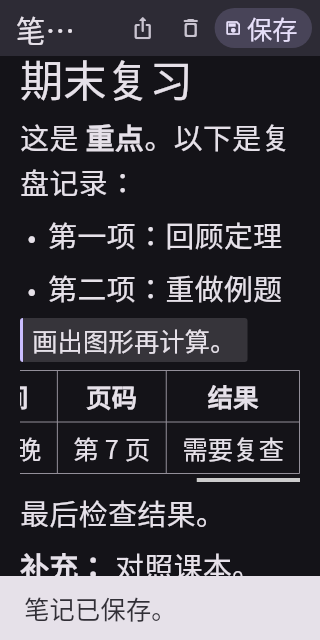 笔…
保存
期末复习
这是 重点。以下是复
盘记录：
• 第一项：回顾定理
• 第二项：重做例题
画出图形再计算。
页码 结果
晚 第 7 页 需要复查
最后检查结果。
补充： 对照课本。
笔记已保存。